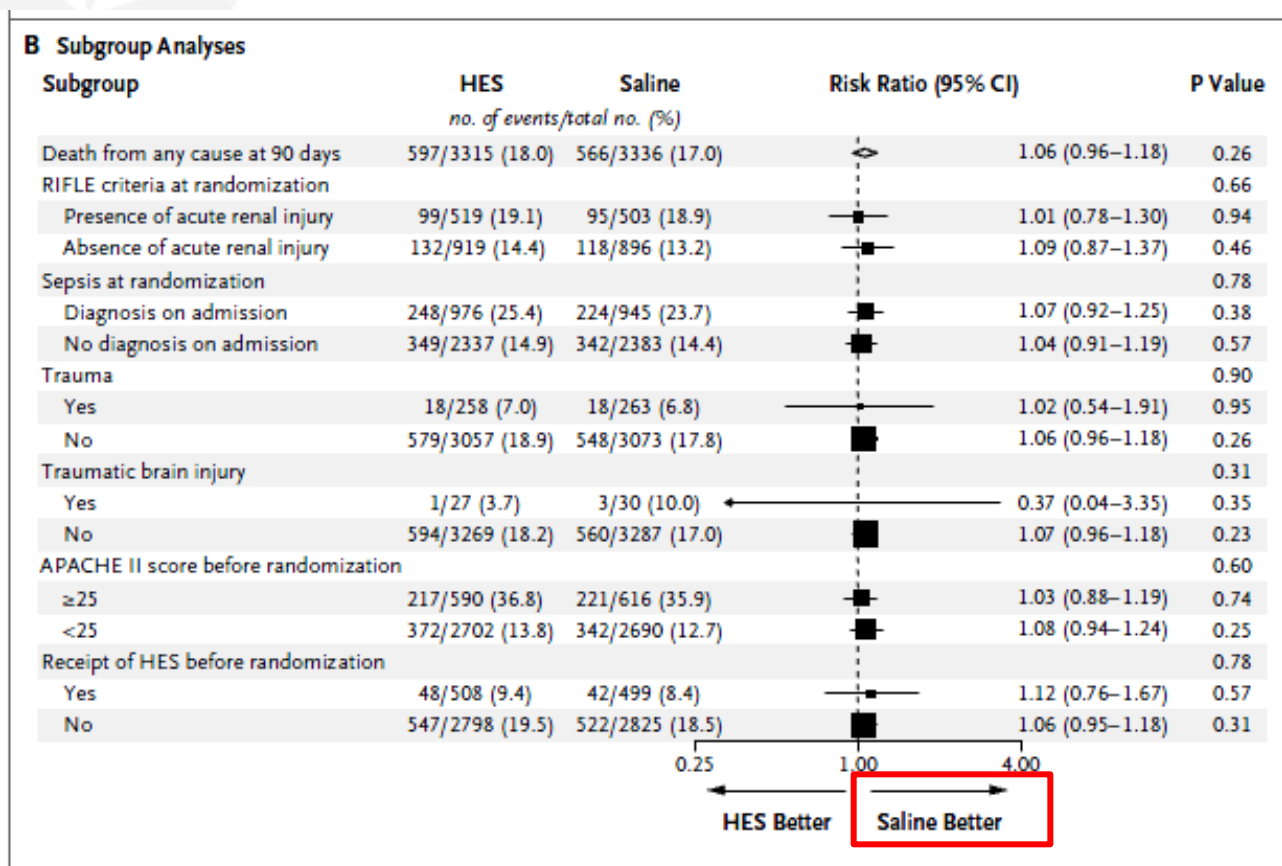 B Subgroup Analyses
Subgroup HES Saline Risk Ratio (95% CI) P Value
no. of events/total no. (%)
Death from any cause at 90 days 597/3315 (18.0) 566/3336 (17.0) 1.06 (0.96–1.18) 0.26
RIFLE criteria at randomization 0.66
Presence of acute renal injury 99/519 (19.1) 95/503 (18.9) 1.01 (0.78–1.30) 0.94
Absence of acute renal injury 132/919 (14.4) 118/896 (13.2) 1.09 (0.87–1.37) 0.46
Sepsis at randomization 0.78
Diagnosis on admission 248/976 (25.4) 224/945 (23.7) 1.07 (0.92–1.25) 0.38
No diagnosis on admission 349/2337 (14.9) 342/2383 (14.4) 1.04 (0.91–1.19) 0.57
Trauma 0.90
Yes 18/258 (7.0) 18/263 (6.8) 1.02 (0.54–1.91) 0.95
No 579/3057 (18.9) 548/3073 (17.8) 1.06 (0.96–1.18) 0.26
Traumatic brain injury 0.31
Yes 1/27 (3.7) 3/30 (10.0) 0.37 (0.04–3.35) 0.35
No 594/3269 (18.2) 560/3287 (17.0) 1.07 (0.96–1.18) 0.23
APACHE II score before randomization 0.60
≥25 217/590 (36.8) 221/616 (35.9) 1.03 (0.88–1.19) 0.74
<25 372/2702 (13.8) 342/2690 (12.7) 1.08 (0.94–1.24) 0.25
Receipt of HES before randomization 0.78
Yes 48/508 (9.4) 42/499 (8.4) 1.12 (0.76–1.67) 0.57
No 547/2798 (19.5) 522/2825 (18.5) 1.06 (0.95–1.18) 0.31
0.25 1.00 4.00
HES Better Saline Better